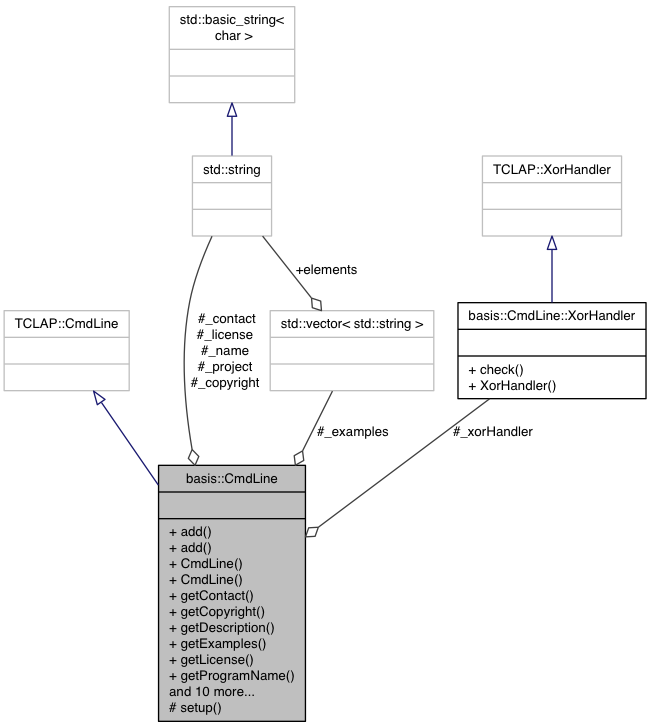 std::basic_string<
char >
std::string
TCLAP::XorHandler
+elements
TCLAP::CmdLine
#_contact
#_license
#_name
#_project
#_copyright
std::vector< std::string >
basis::CmdLine::XorHandler
+ check()
+ XorHandler()
#_examples
#_xorHandler
basis::CmdLine
+ add()
+ add()
+ CmdLine()
+ CmdLine()
+ getContact()
+ getCopyright()
+ getDescription()
+ getExamples()
+ getLicense()
+ getProgramName()
and 10 more...
# setup()